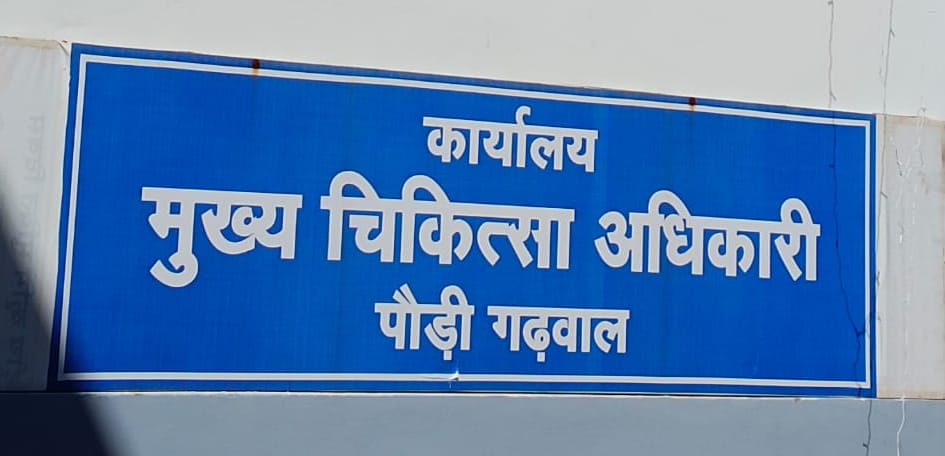 कार्यालय
मुख्य चिकित्सा अधिकारी
पौड़ी गढ़वाल